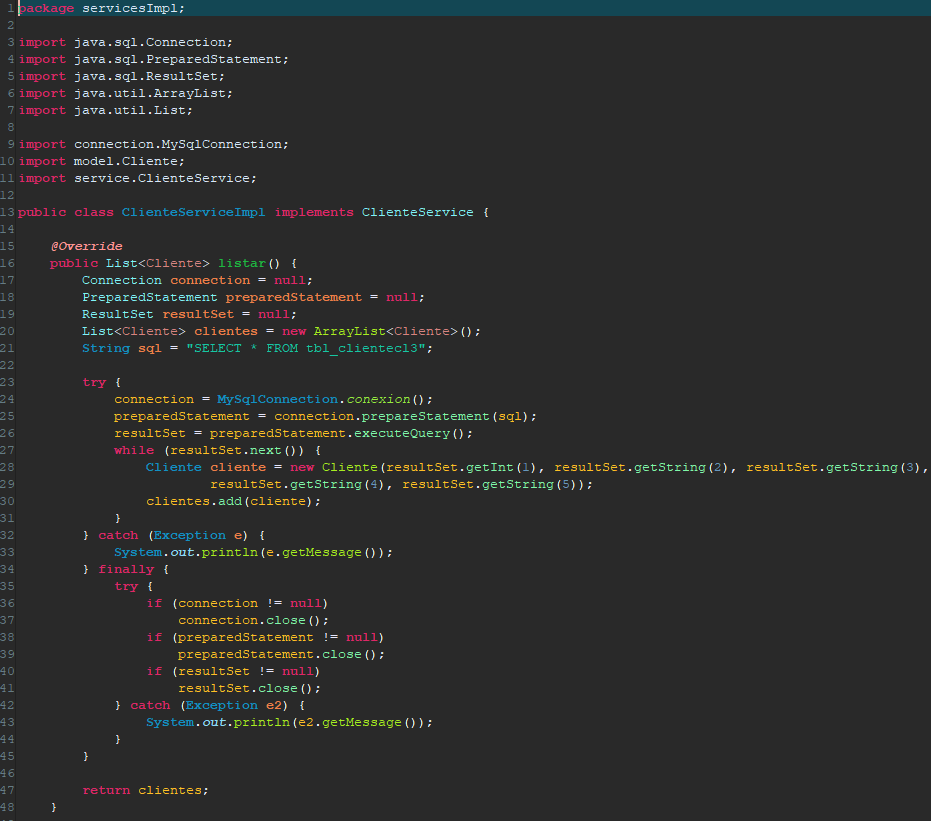 1 package servicesImpl;
2
3 import java.sql.Connection;
4 import java.sql.PreparedStatement;
5 import java.sql.ResultSet;
6 import java.util.ArrayList;
7 import java.util.List;
8
9 import connection.MySqlConnection;
10 import model.Cliente;
11 import service.ClienteService;
12
13 public class ClienteServiceImpl implements ClienteService {
14
15     @Override
16     public List<Cliente> listar() {
17         Connection connection = null;
18         PreparedStatement preparedStatement = null;
19         ResultSet resultSet = null;
20         List<Cliente> clientes = new ArrayList<Cliente>();
21         String sql = "SELECT * FROM tbl_clientecl3";
22
23         try {
24             connection = MySqlConnection.conexion();
25             preparedStatement = connection.prepareStatement(sql);
26             resultSet = preparedStatement.executeQuery();
27             while (resultSet.next()) {
28                 Cliente cliente = new Cliente(resultSet.getInt(1), resultSet.getString(2), resultSet.getString(3),
29                         resultSet.getString(4), resultSet.getString(5));
30                 clientes.add(cliente);
31             }
32         } catch (Exception e) {
33             System.out.println(e.getMessage());
34         } finally {
35             try {
36                 if (connection != null)
37                     connection.close();
38                 if (preparedStatement != null)
39                     preparedStatement.close();
40                 if (resultSet != null)
41                     resultSet.close();
42             } catch (Exception e2) {
43                 System.out.println(e2.getMessage());
44             }
45         }
46
47         return clientes;
48     }